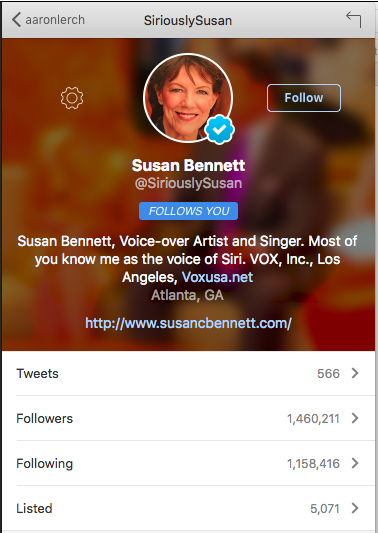 aaronlerch
SiriouslySusan
Follow
Susan Bennett
@SiriouslySusan
FOLLOWS YOU
Susan Bennett, Voice-over Artist and Singer. Most of
you know me as the voice of Siri. VOX, Inc., Los
Angeles, Voxusa.net
Atlanta, GA
http://www.susancbennett.com/
Tweets 566
Followers 1,460,211
Following 1,158,416
Listed 5,071